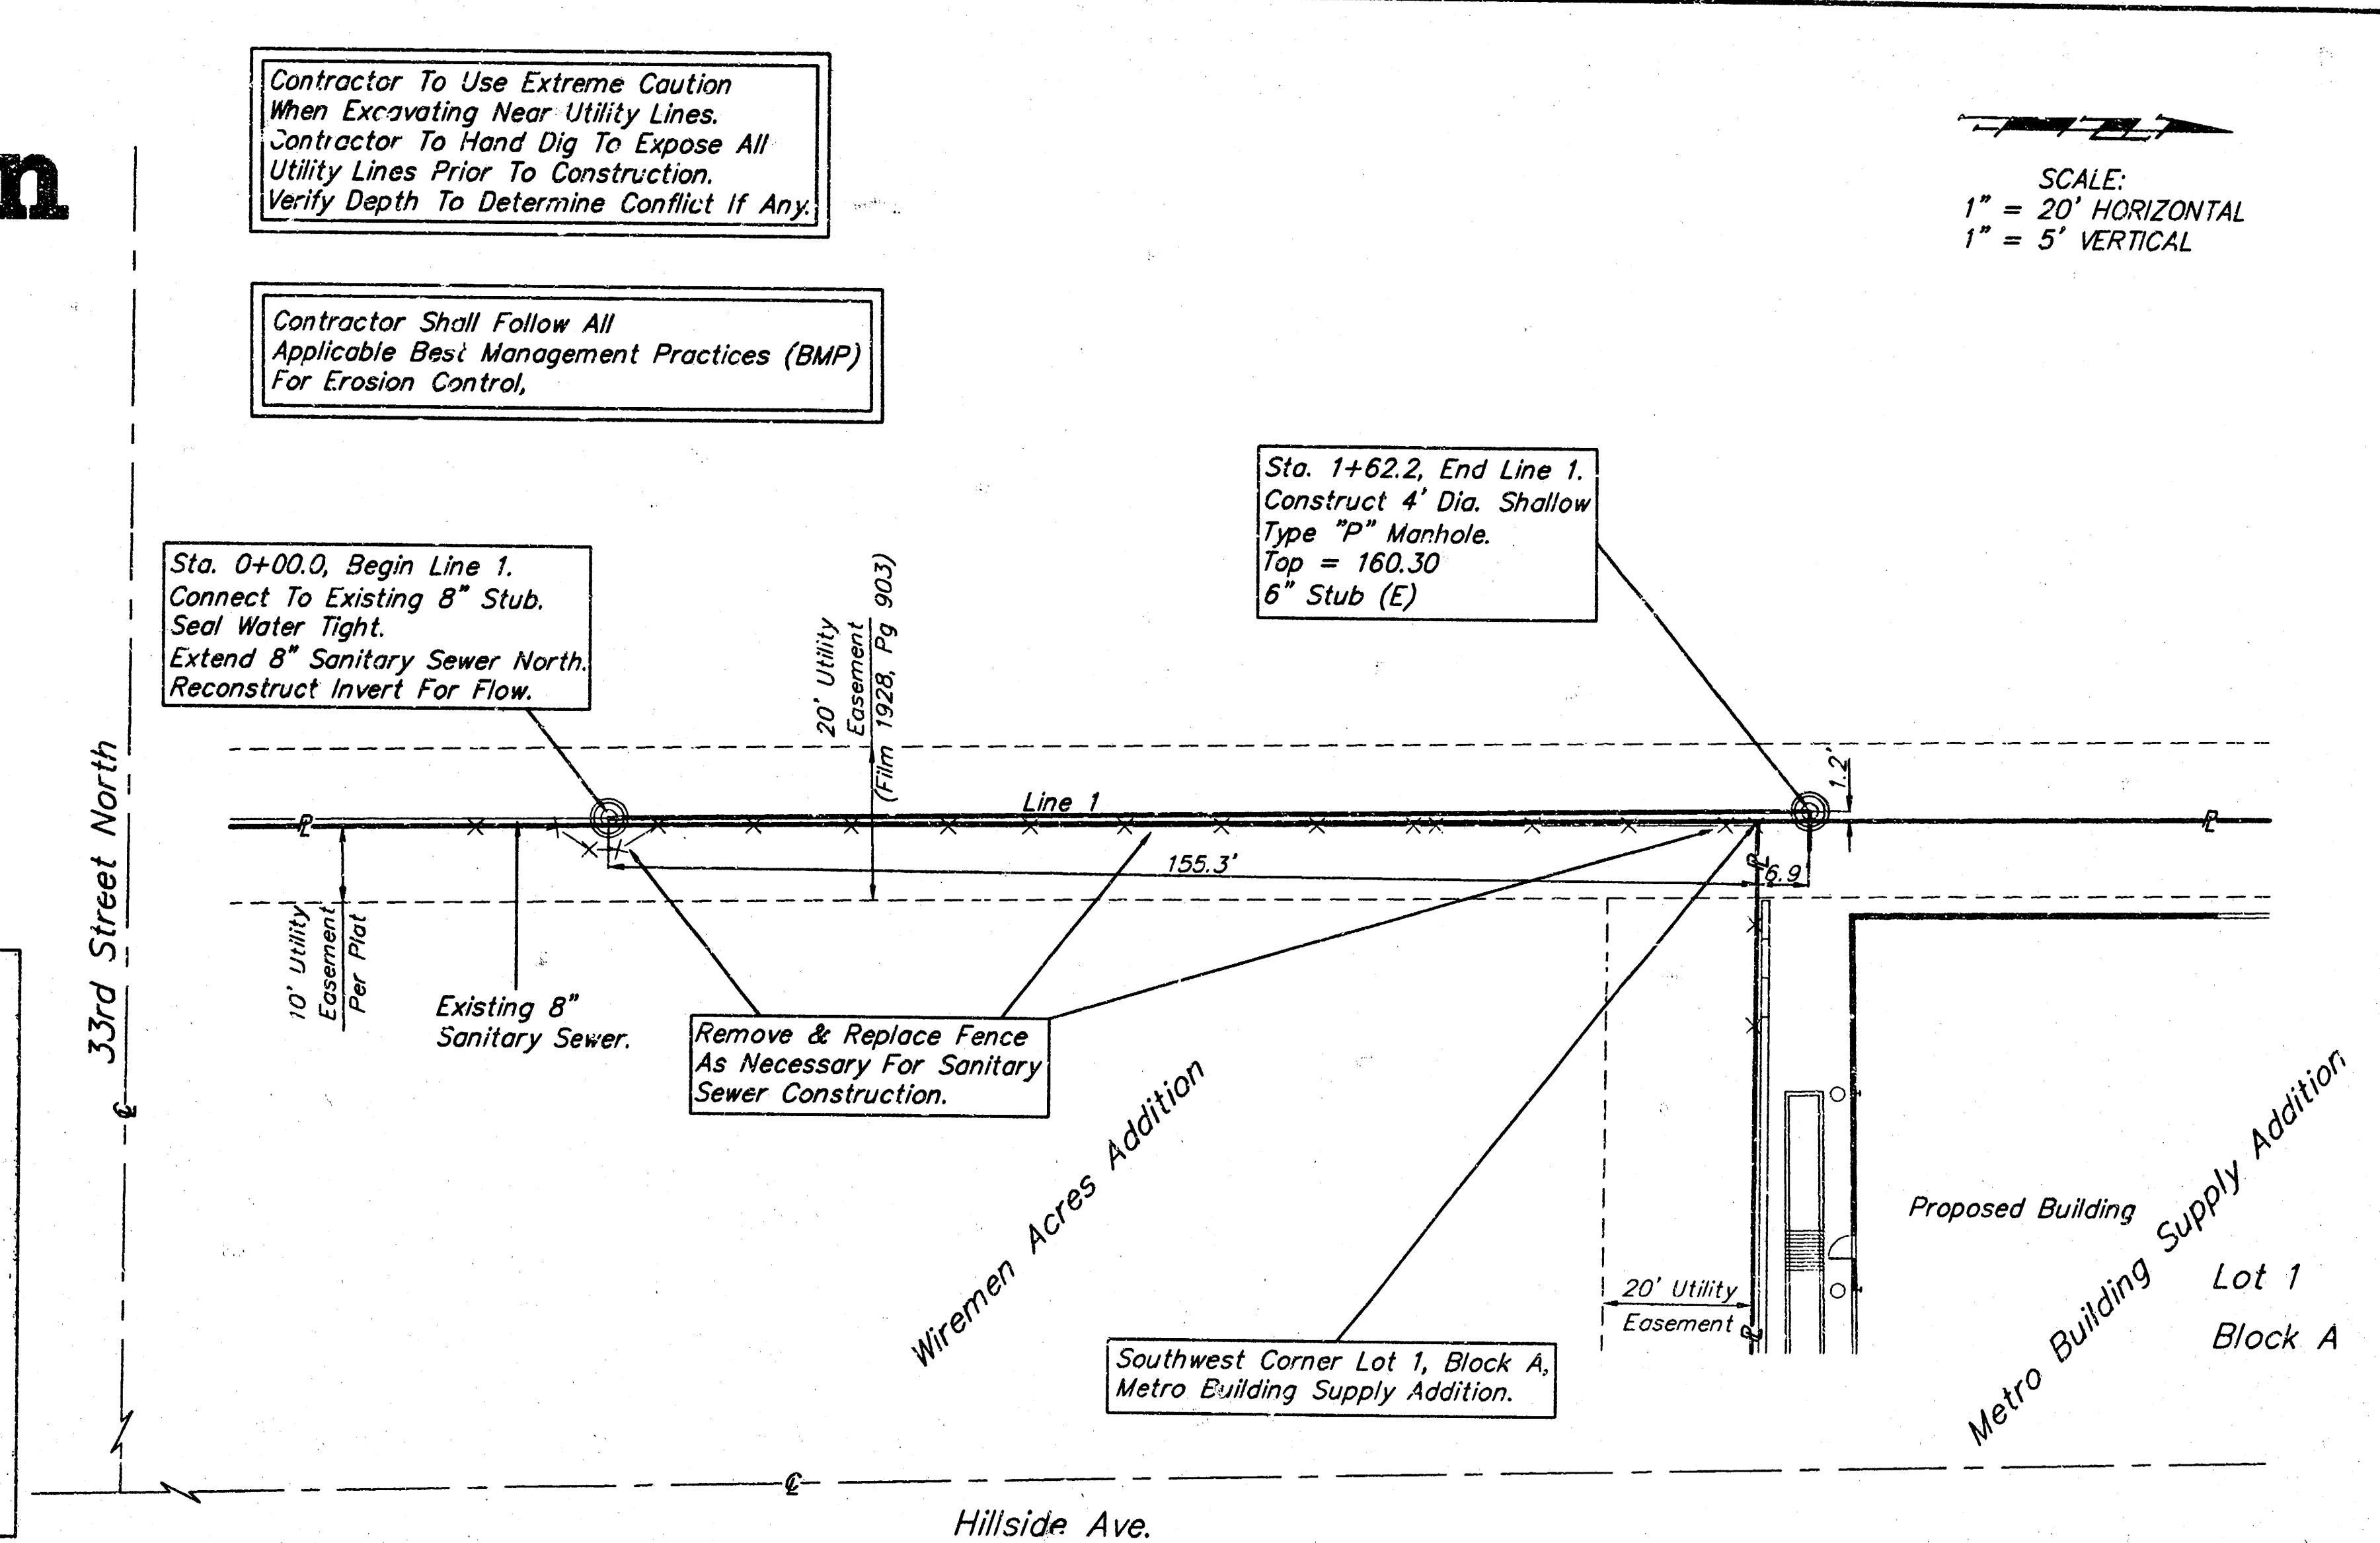 n
Contractor To Use Extreme Caution
When Excavating Near Utility Lines.
Contractor To Hand Dig To Expose All
Utility Lines Prior To Construction.
Verify Depth To Determine Conflict If Any.
SCALE:
1" = 20' HORIZONTAL
1" = 5' VERTICAL
Contractor Shall Follow All
Applicable Best Management Practices (BMP)
For Erosion Control,
Sta. 1+62.2, End Line 1.
Construct 4' Dia. Shallow
Type "P" Manhole.
Top = 160.30
6" Stub (E)
Sta. 0+00.0, Begin Line 1.
Connect To Existing 8" Stub.
Seal Water Tight.
Extend 8" Sanitary Sewer North.
Reconstruct Invert For Flow.
20' Utility
Easement
(Film 1928, Pg 903)
33rd Street North
Line 1
1.2'
155.3'
6.9'
10' Utility
Easement
Per Plat
Existing 8"
Sanitary Sewer.
Remove & Replace Fence
As Necessary For Sanitary
Sewer Construction.
Wiremen Acres Addition
Proposed Building
Metro Building Supply Addition
Lot 1
Block A
20' Utility
Easement
Southwest Corner Lot 1, Block A,
Metro Building Supply Addition.
Hillside Ave.